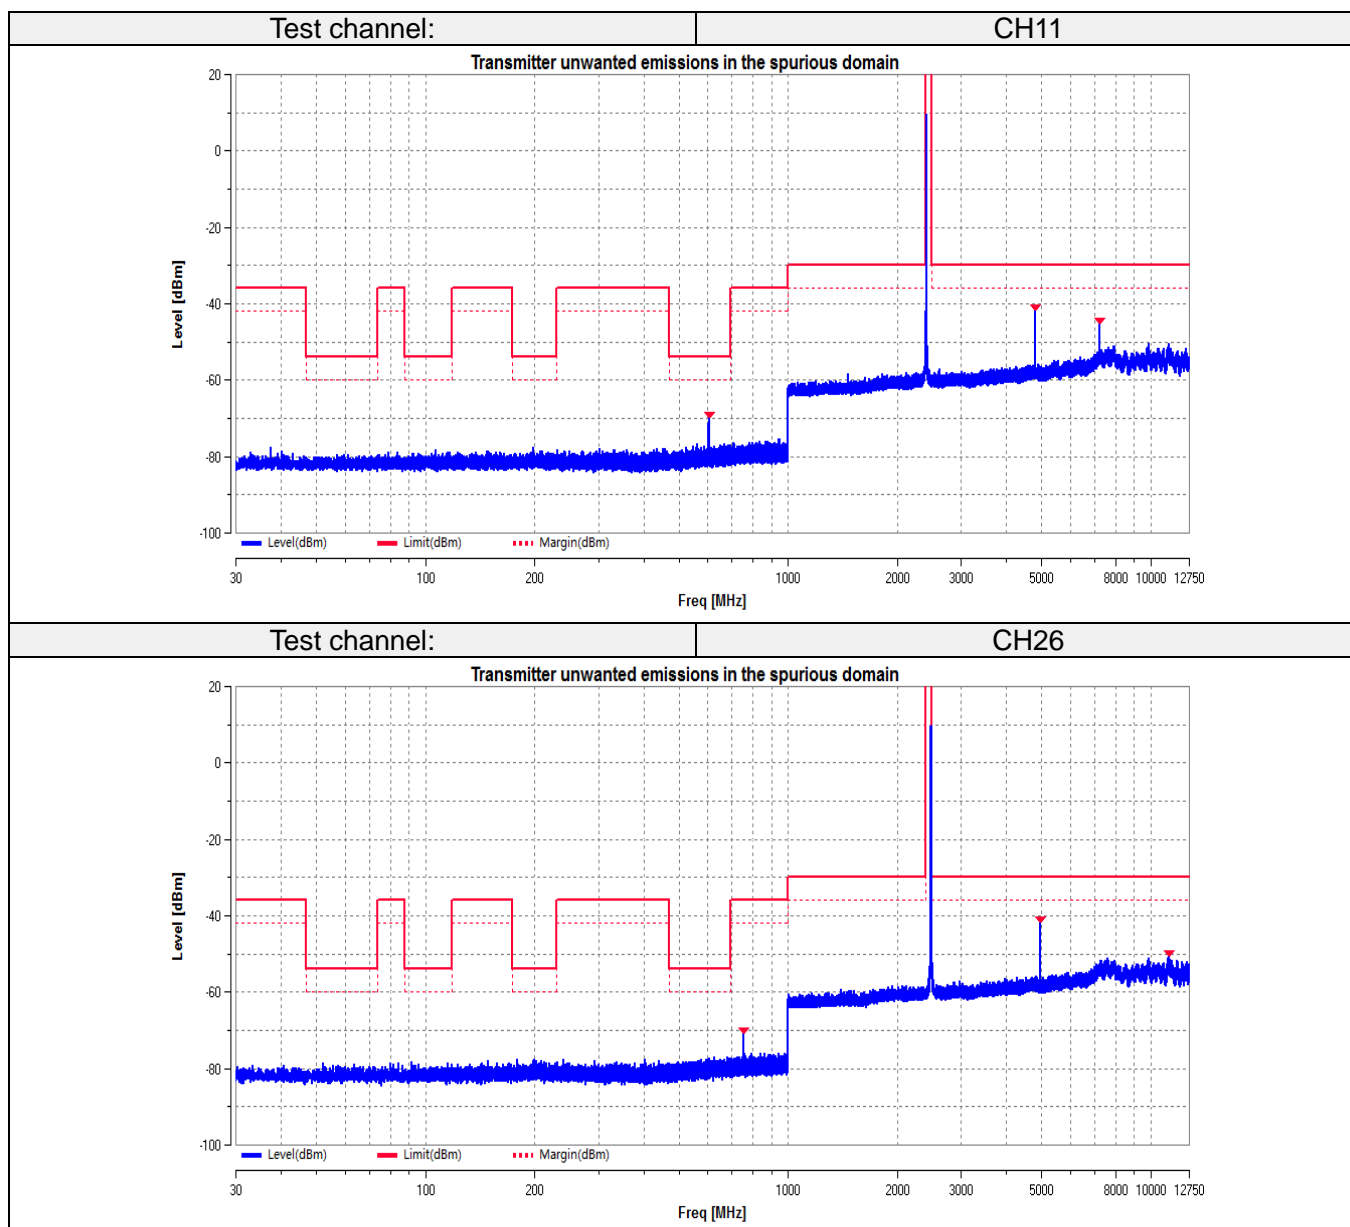 Test channel: CH11
Transmitter unwanted emissions in the spurious domain
20
0
-20
-40
-60
-80
-100
Level [dBm]
Level(dBm) Limit(dBm) Margin(dBm)
30 100 200 1000 2000 3000 5000 8000 10000 12750
Freq [MHz]
Test channel: CH26
Transmitter unwanted emissions in the spurious domain
20
0
-20
-40
-60
-80
-100
Level [dBm]
Level(dBm) Limit(dBm) Margin(dBm)
30 100 200 1000 2000 3000 5000 8000 10000 12750
Freq [MHz]